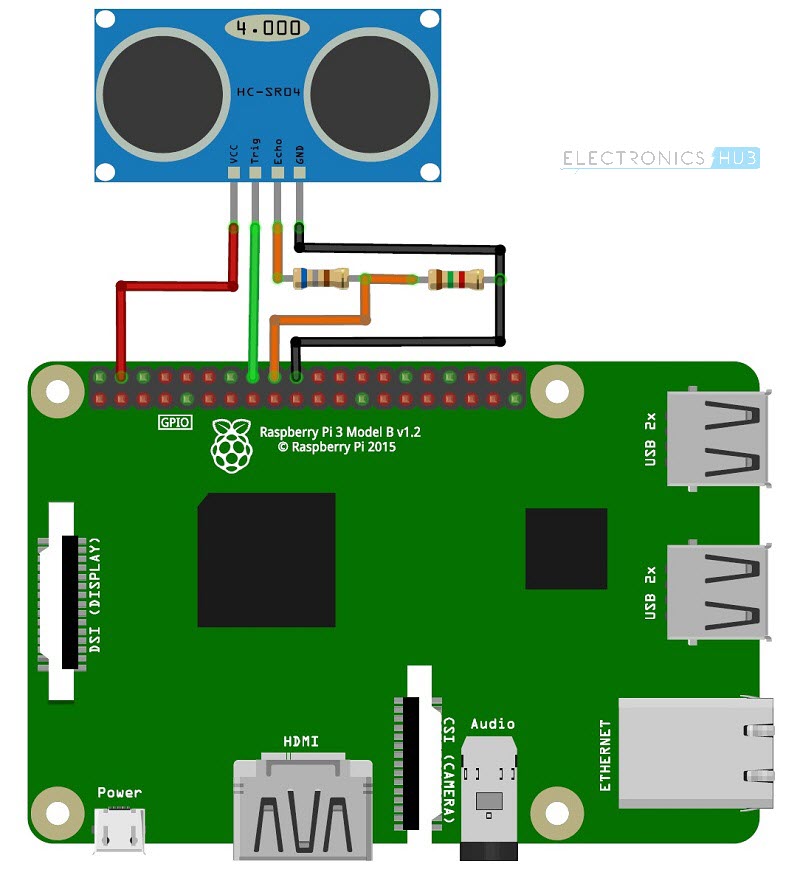 4.000
HC-SR04
VCC
Trig
Echo
GND
ELECTRONICS HUB
GPIO
Raspberry Pi 3 Model B v1.2
© Raspberry Pi 2015
USB 2x
USB 2x
DSI (DISPLAY)
CSI (CAMERA)
Audio
ETHERNET
HDMI
Power